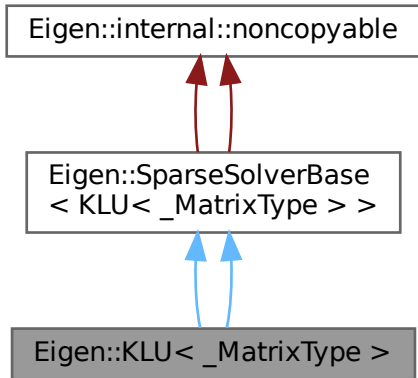 Eigen::internal::noncopyable
Eigen::SparseSolverBase
< KLU< _MatrixType > >
Eigen::KLU< _MatrixType >